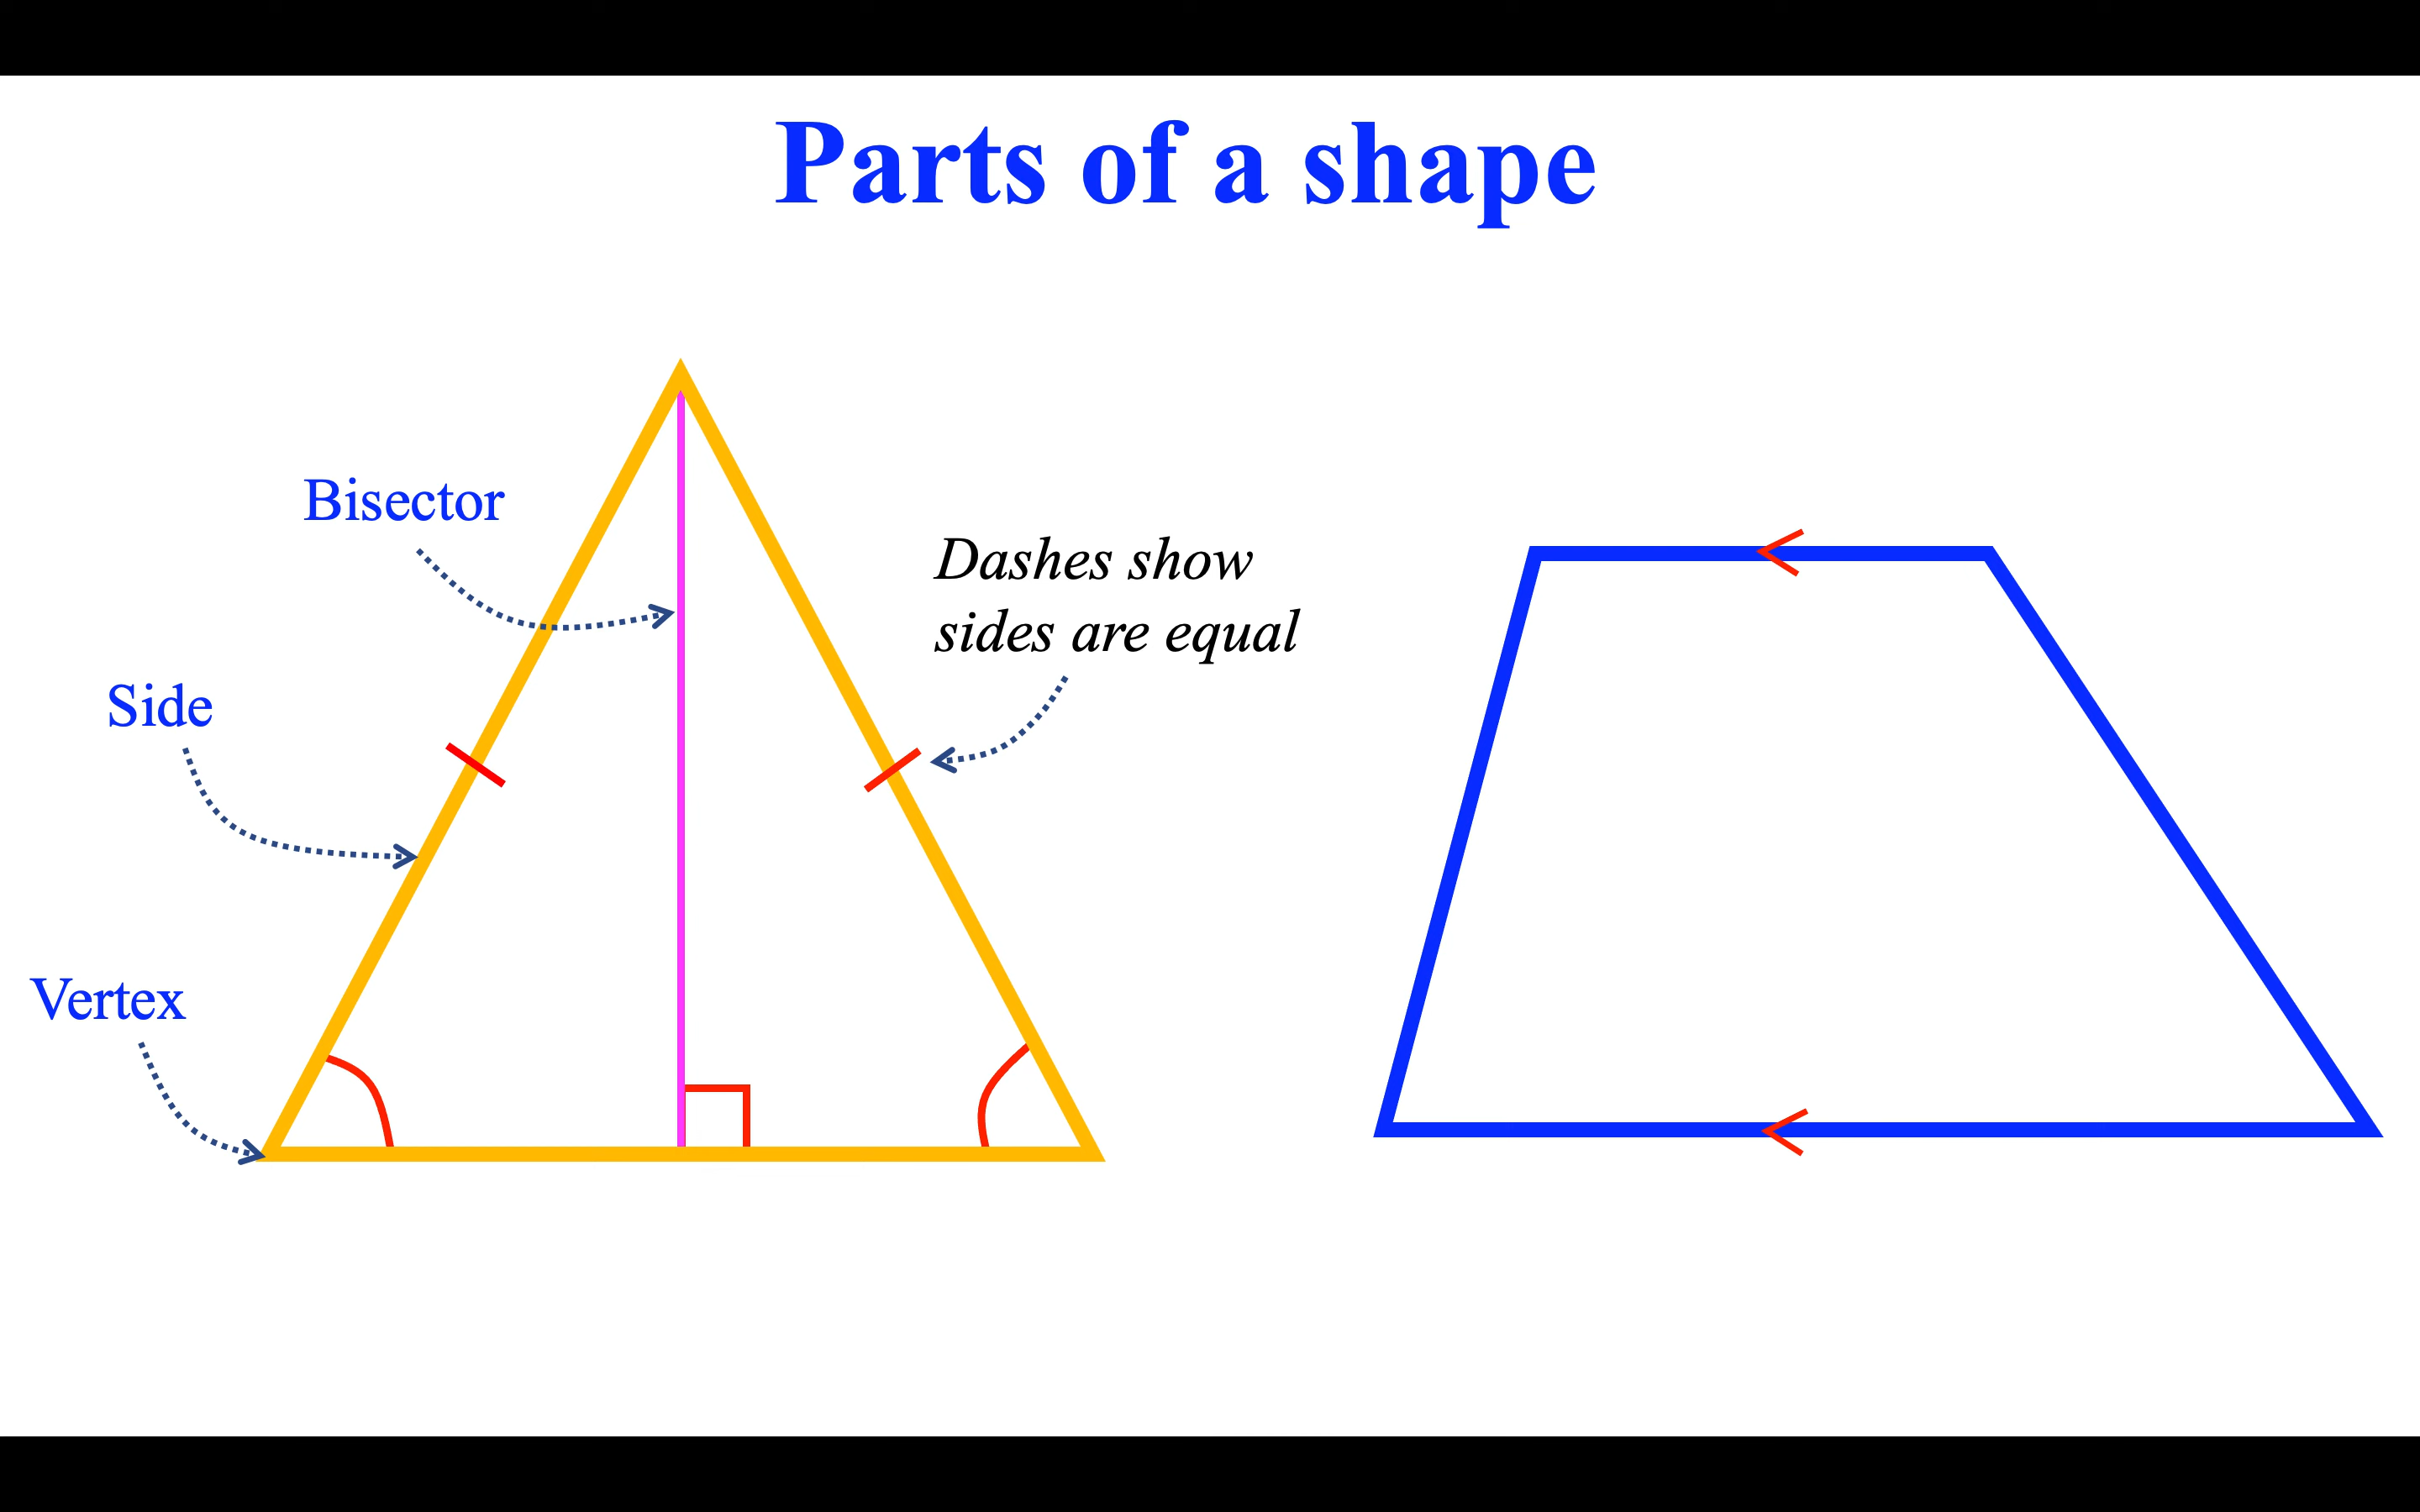 Parts of a shape
Bisector
Dashes show
sides are equal
Side
Vertex